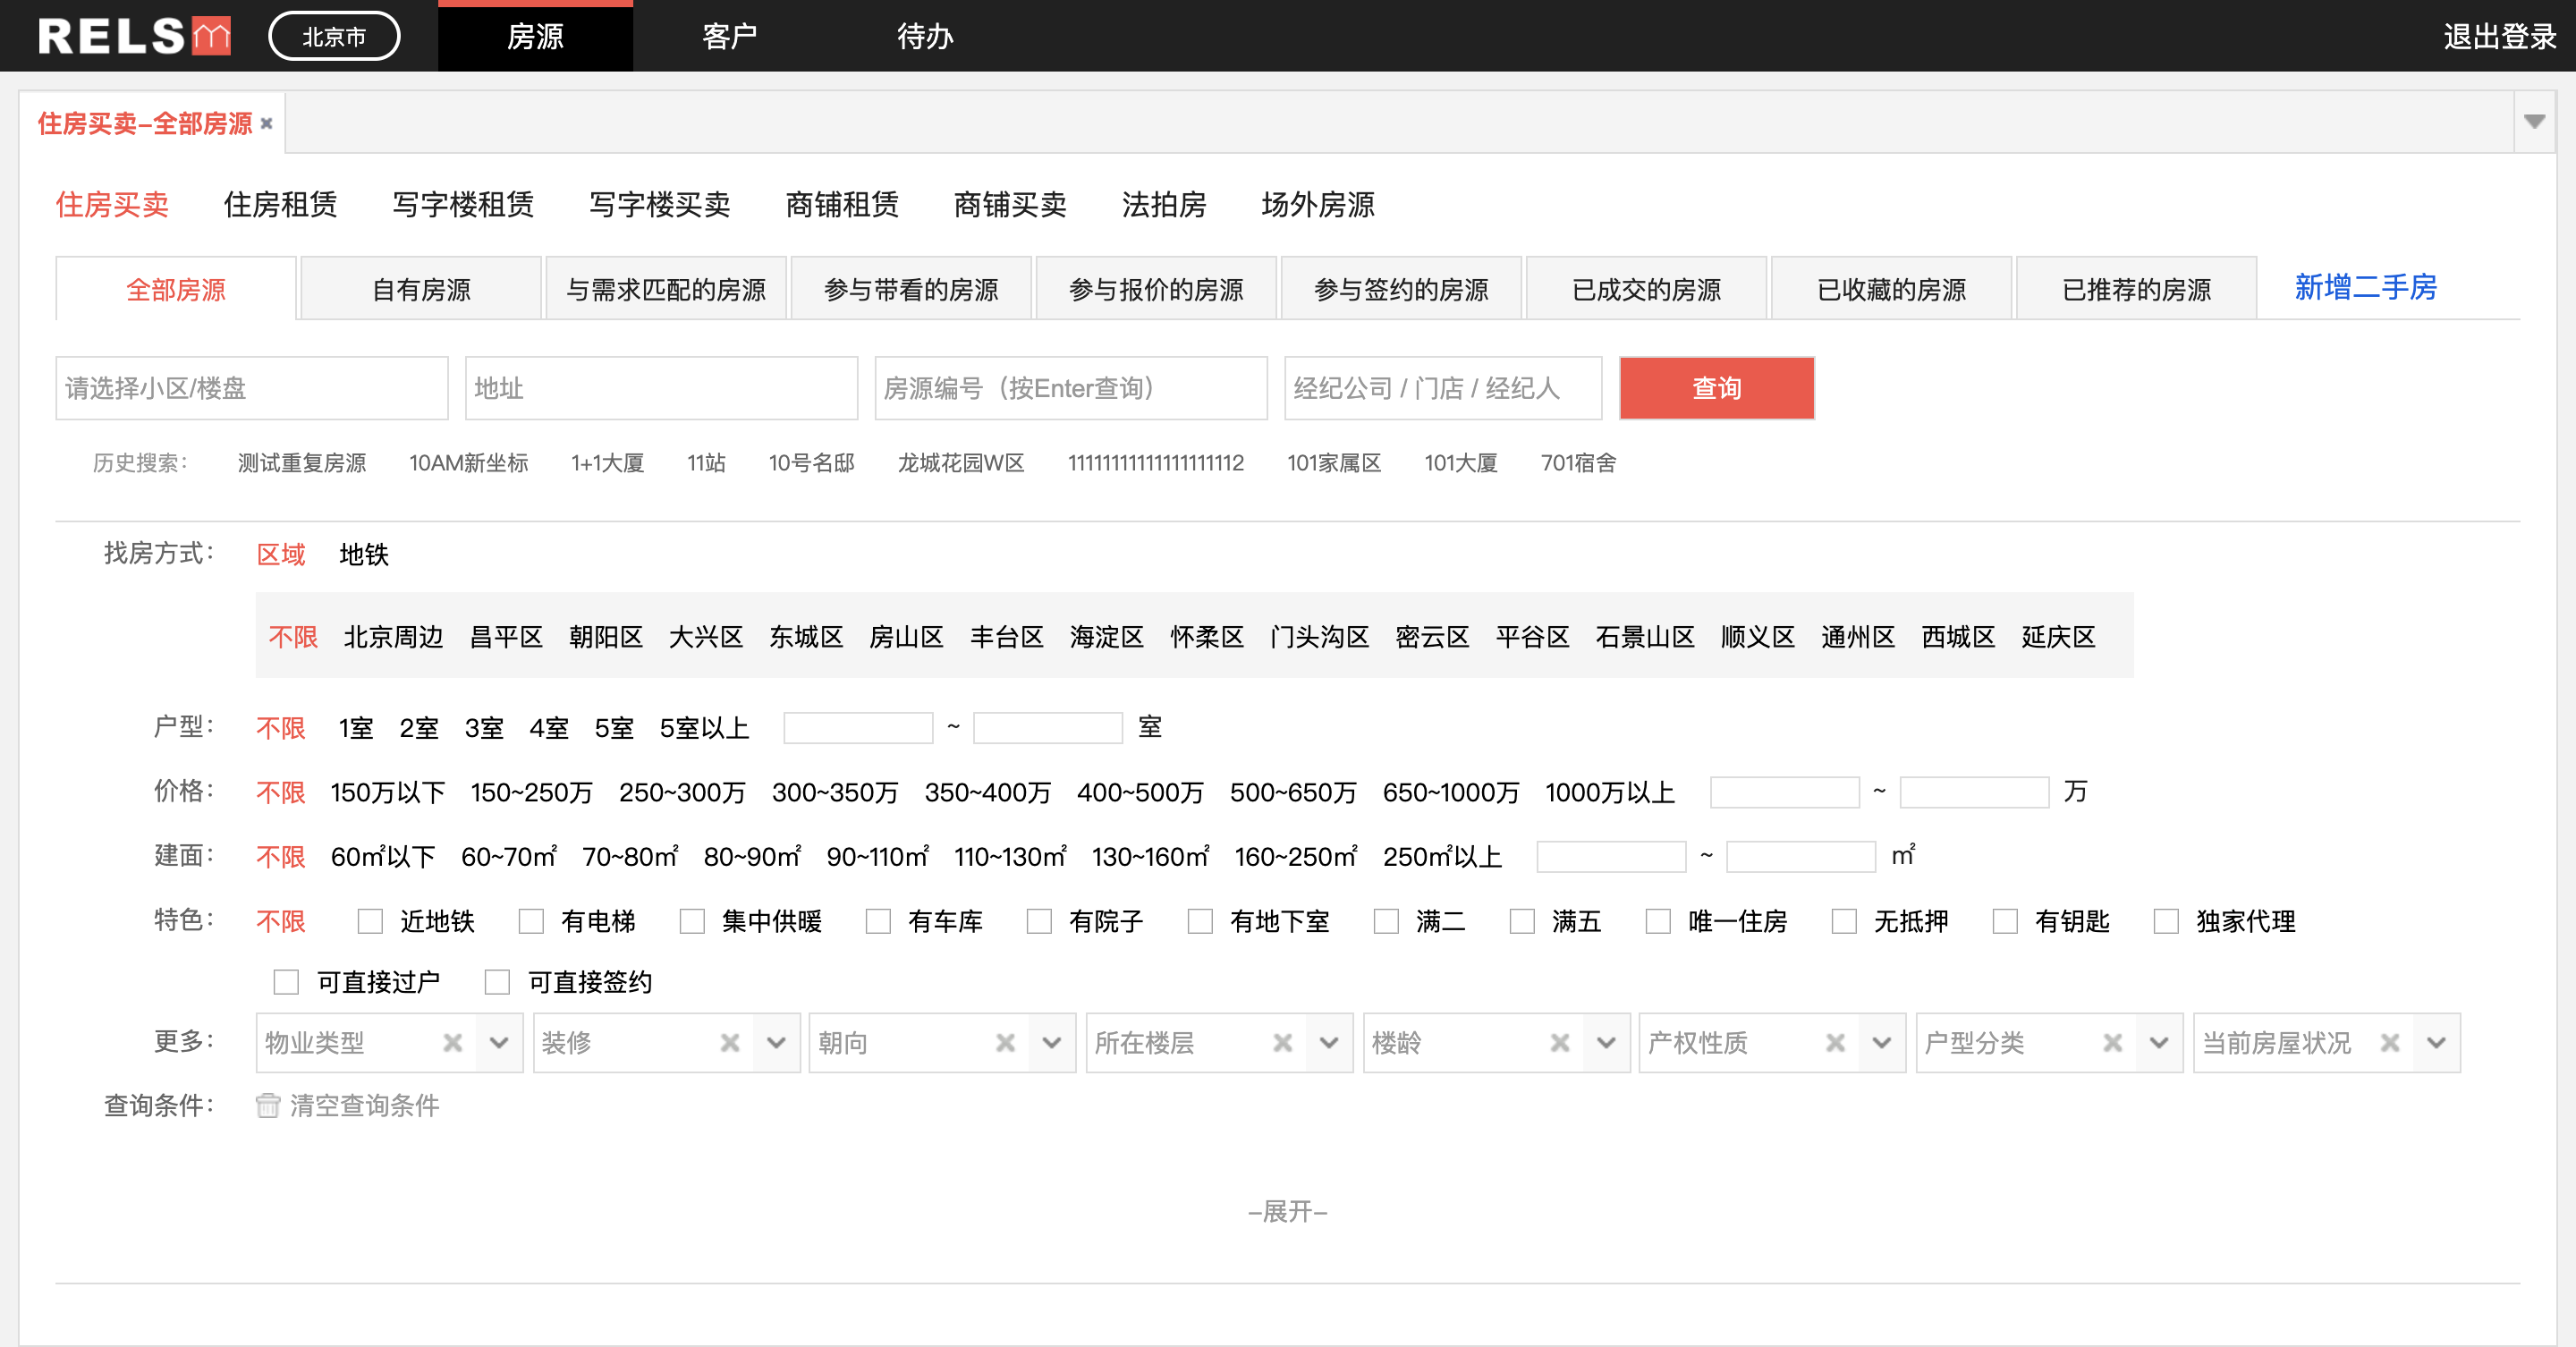 RELS 北京市 房源 客户 待办 退出登录
住房买卖-全部房源
住房买卖 住房租赁 写字楼租赁 写字楼买卖 商铺租赁 商铺买卖 法拍房 场外房源
全部房源 自有房源 与需求匹配的房源 参与带看的房源 参与报价的房源 参与签约的房源 已成交的房源 已收藏的房源 已推荐的房源 新增二手房
请选择小区/楼盘 地址 房源编号（按Enter查询） 经纪公司 / 门店 / 经纪人 查询
历史搜索： 测试重复房源 10AM新坐标 1+1大厦 11站 10号名邸 龙城花园W区 11111111111111111112 101家属区 101大厦 701宿舍
找房方式： 区域 地铁
不限 北京周边 昌平区 朝阳区 大兴区 东城区 房山区 丰台区 海淀区 怀柔区 门头沟区 密云区 平谷区 石景山区 顺义区 通州区 西城区 延庆区
户型： 不限 1室 2室 3室 4室 5室 5室以上 ~ 室
价格： 不限 150万以下 150~250万 250~300万 300~350万 350~400万 400~500万 500~650万 650~1000万 1000万以上 ~ 万
建面： 不限 60㎡以下 60~70㎡ 70~80㎡ 80~90㎡ 90~110㎡ 110~130㎡ 130~160㎡ 160~250㎡ 250㎡以上 ~ ㎡
特色： 不限 近地铁 有电梯 集中供暖 有车库 有院子 有地下室 满二 满五 唯一住房 无抵押 有钥匙 独家代理
可直接过户 可直接签约
更多： 物业类型 装修 朝向 所在楼层 楼龄 产权性质 户型分类 当前房屋状况
查询条件： 清空查询条件
-展开-